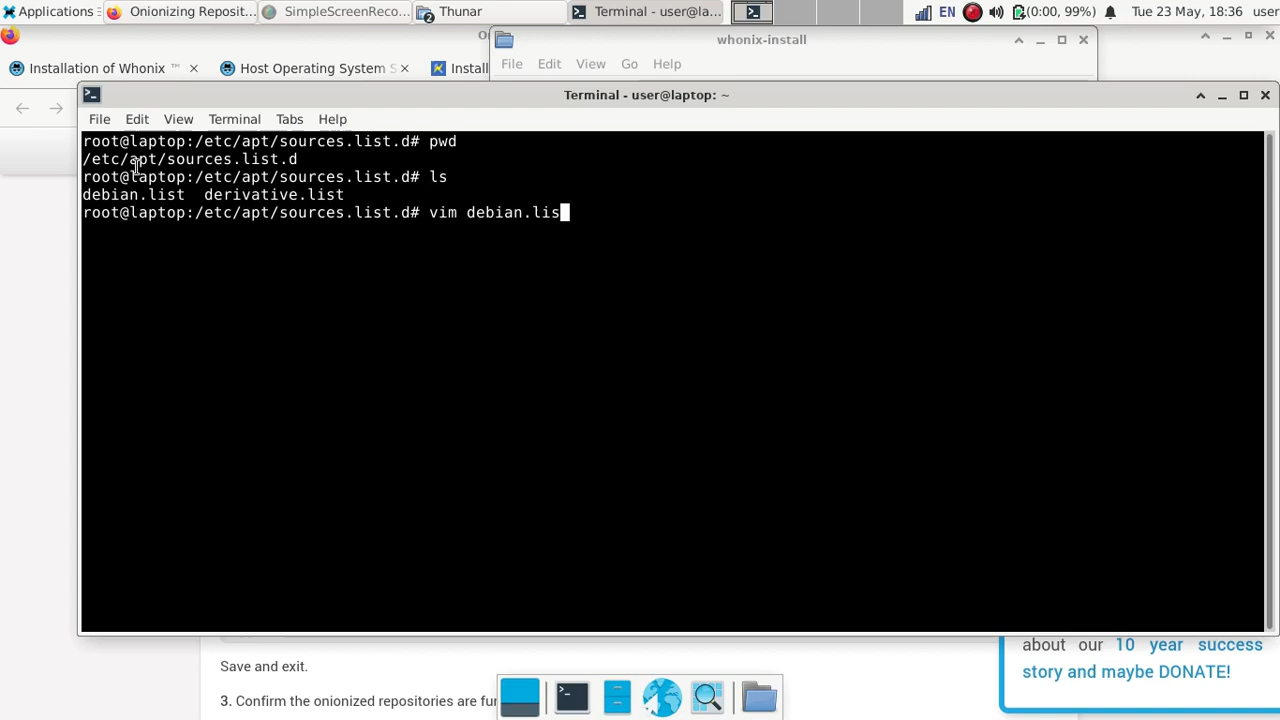 Applications
Onionizing Reposit...
SimpleScreenReco...
Thunar
2
Terminal - user@la...
EN
(0:00, 99%)
Tue 23 May, 18:36
user
whonix-install
Installation of Whonix ™
Host Operating System S
Install
File Edit View Go Help
Terminal - user@laptop: ~
File Edit View Terminal Tabs Help
root@laptop:/etc/apt/sources.list.d# pwd
/etc/apt/sources.list.d
root@laptop:/etc/apt/sources.list.d# ls
debian.list derivative.list
root@laptop:/etc/apt/sources.list.d# vim debian.lis
about our 10 year success
story and maybe DONATE!
Save and exit.
3. Confirm the onionized repositories are fu